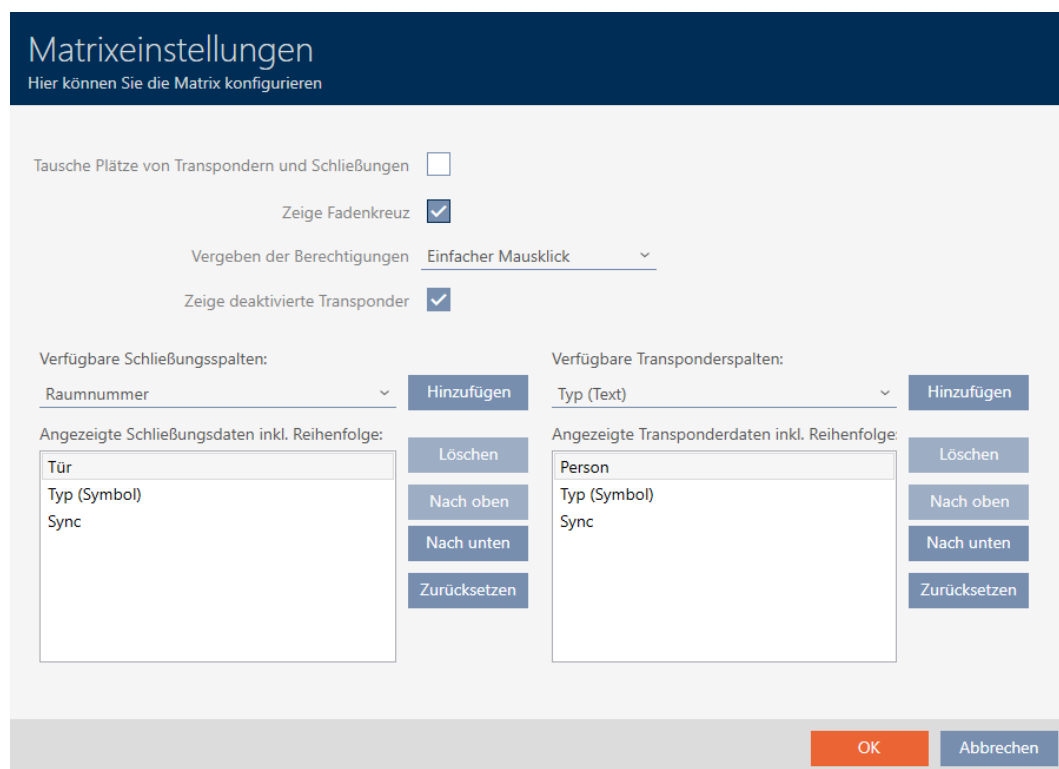 Matrixeinstellungen
Hier können Sie die Matrix konfigurieren
Tausche Plätze von Transpondern und Schließungen
Zeige Fadenkreuz
Vergeben der Berechtigungen Einfacher Mausklick
Zeige deaktivierte Transponder
Verfügbare Schließungsspalten:
Raumnummer
Hinzufügen
Angezeigte Schließungsdaten inkl. Reihenfolge:
Tür
Typ (Symbol)
Sync
Löschen
Nach oben
Nach unten
Zurücksetzen
Verfügbare Transponderspalten:
Typ (Text)
Hinzufügen
Angezeigte Transponderdaten inkl. Reihenfolge:
Person
Typ (Symbol)
Sync
Löschen
Nach oben
Nach unten
Zurücksetzen
OK
Abbrechen